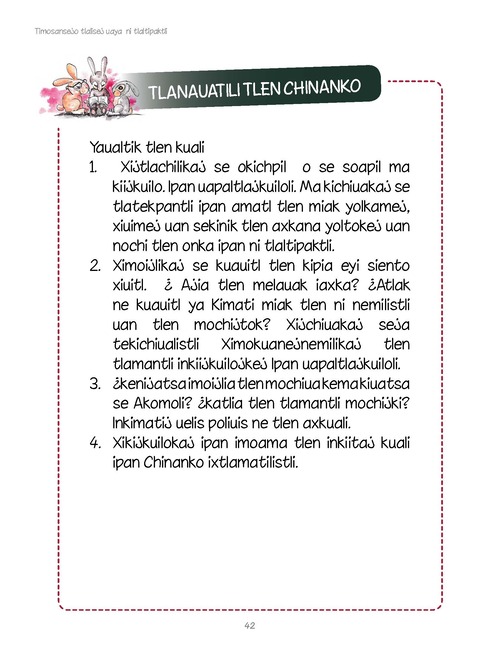 Timosansejo tlalisej uaya ni tlaltipaktli
TLANAUATILI TLEN CHINANKO
Yaualtik tlen kuali
1. Xijtlachilikaj se okichpil o se soapil ma
kiijkuilo. Ipan uapaltlajkuiloli. Ma kichiuakaj se
tlatekpantli ipan amatl tlen miak yolkamej,
xiuimej uan sekinik tlen axkana yoltokej uan
nochi tlen onka ipan ni tlaltipaktli.
2. Ximoijlikaj se kuauitl tlen kipia eyi siento
xiuitl. ¿ Ajia tlen melauak iaxka? ¿Atlak
ne kuauitl ya Kimati miak tlen ni nemilistli
uan tlen mochijtok? Xijchiuakaj seja
tekichiualistli Ximokuanejnemilikaj tlen
tlamantli inkiijkuilojkej Ipan uapaltlajkuiloli.
3. ¿kenijatsa imoijlia tlen mochiua kema kiuatsa
se Akomoli? ¿katlia tlen tlamantli mochijki?
Inkimatij uelis poliuis ne tlen axkuali.
4. Xikijkuilokaj ipan imoama tlen inkiitaj kuali
ipan Chinanko ixtlamatilistli.
42